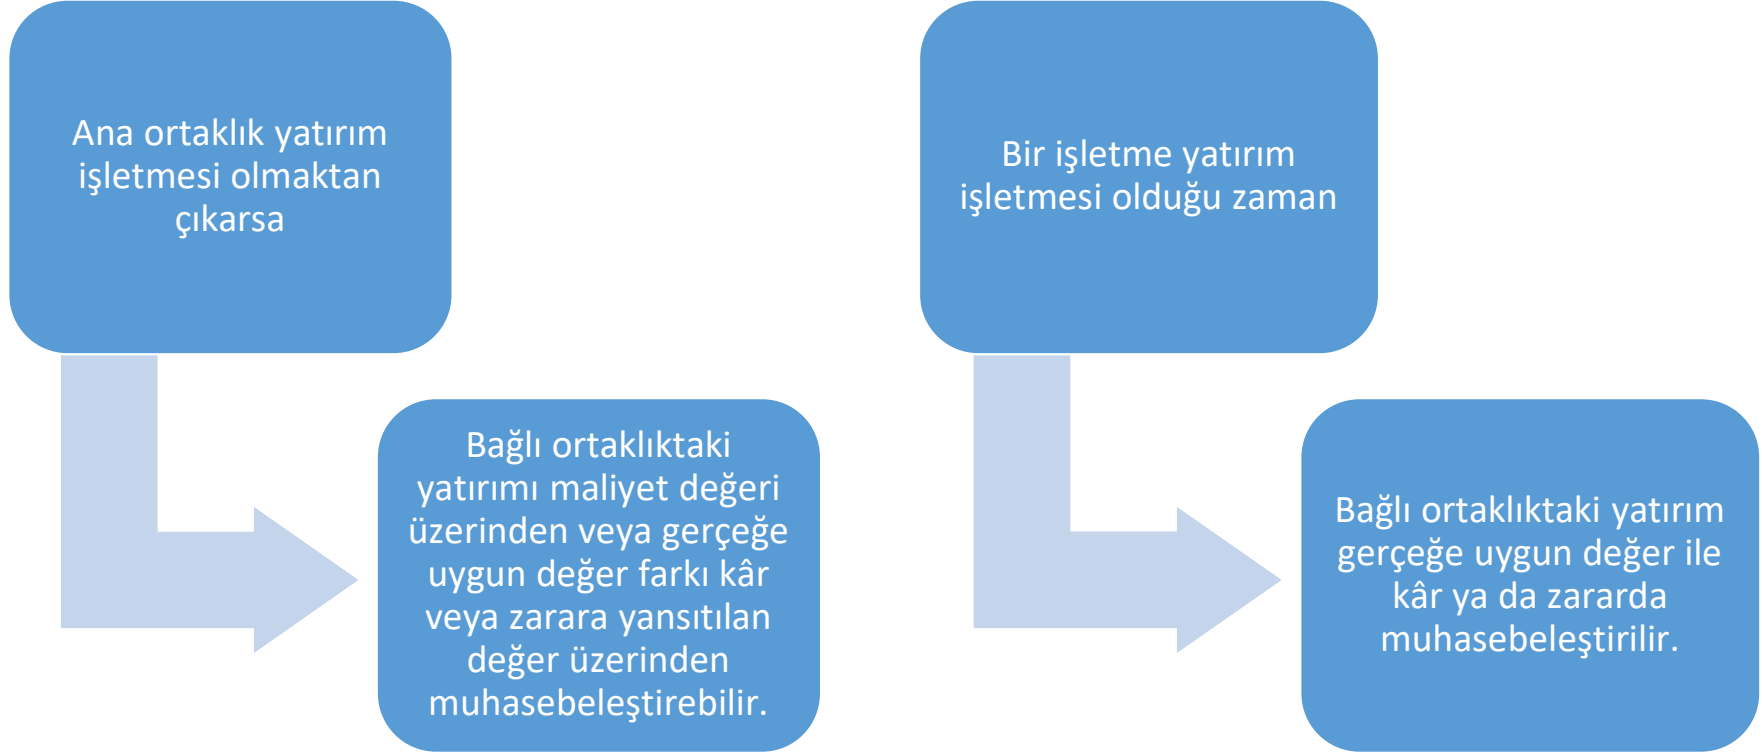 Ana ortaklık yatırım
işletmesi olmaktan
çıkarsa
Bağlı ortaklıktaki
yatırımı maliyet değeri
üzerinden veya gerçeğe
uygun değer farkı kâr
veya zarara yansıtılan
değer üzerinden
muhasebeleştirebilir.
Bir işletme yatırım
işletmesi olduğu zaman
Bağlı ortaklıktaki yatırım
gerçeğe uygun değer ile
kâr ya da zararda
muhasebeleştirilir.